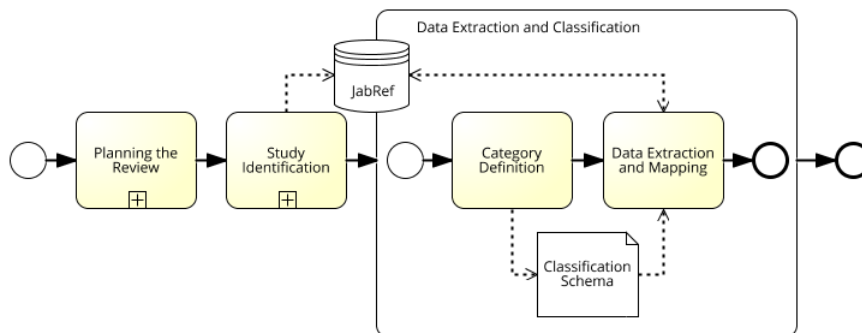 Data Extraction and Classification
JabRef
Planning the
Review
Study
Identification
Category
Definition
Data Extraction
and Mapping
Classification
Schema